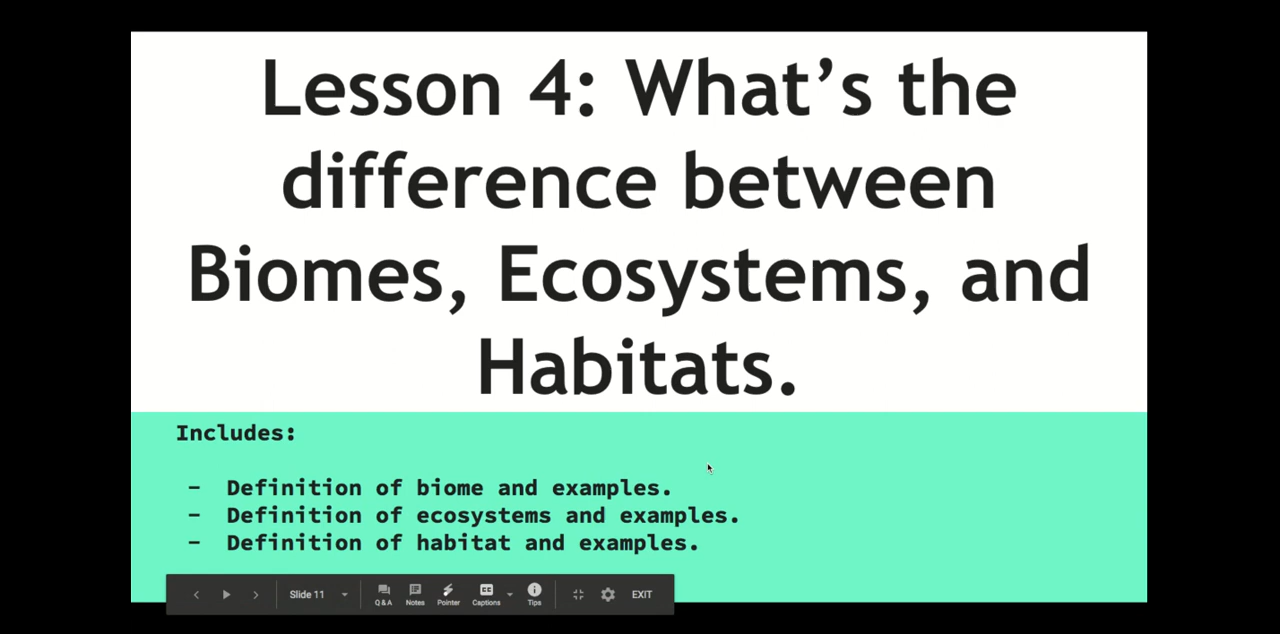 Lesson 4: What’s the
difference between
Biomes, Ecosystems, and
Habitats.
Includes:
- Definition of biome and examples.
- Definition of ecosystems and examples.
- Definition of habitat and examples.
Slide 11
Q&A
Notes
Pointer
CC
Captions
Tips
EXIT